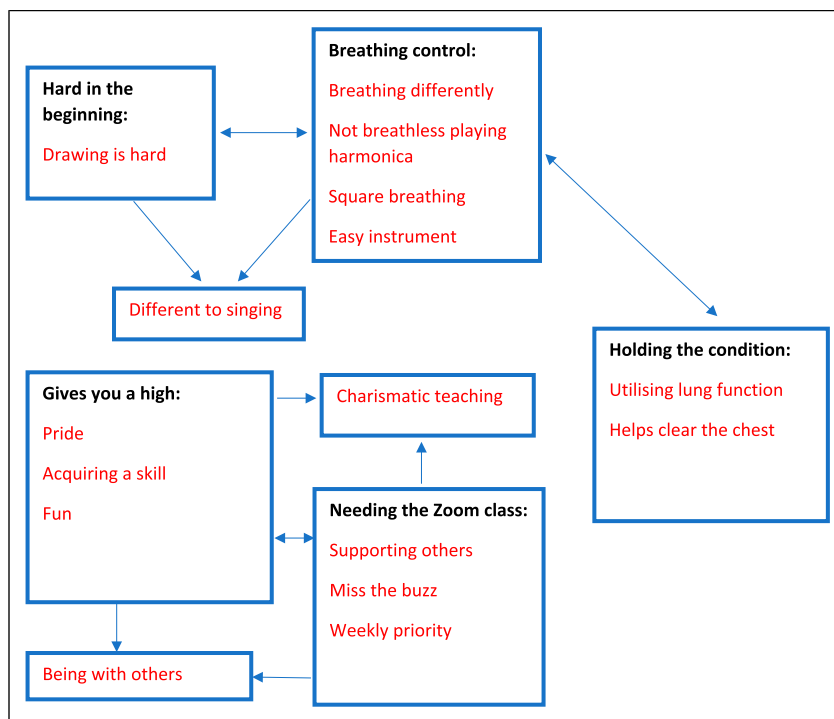 Hard in the
beginning:
Drawing is hard
Breathing control:
Breathing differently
Not breathless playing
harmonica
Square breathing
Easy instrument
Different to singing
Holding the condition:
Utilising lung function
Helps clear the chest
Gives you a high:
Pride
Acquiring a skill
Fun
Charismatic teaching
Needing the Zoom class:
Supporting others
Miss the buzz
Weekly priority
Being with others